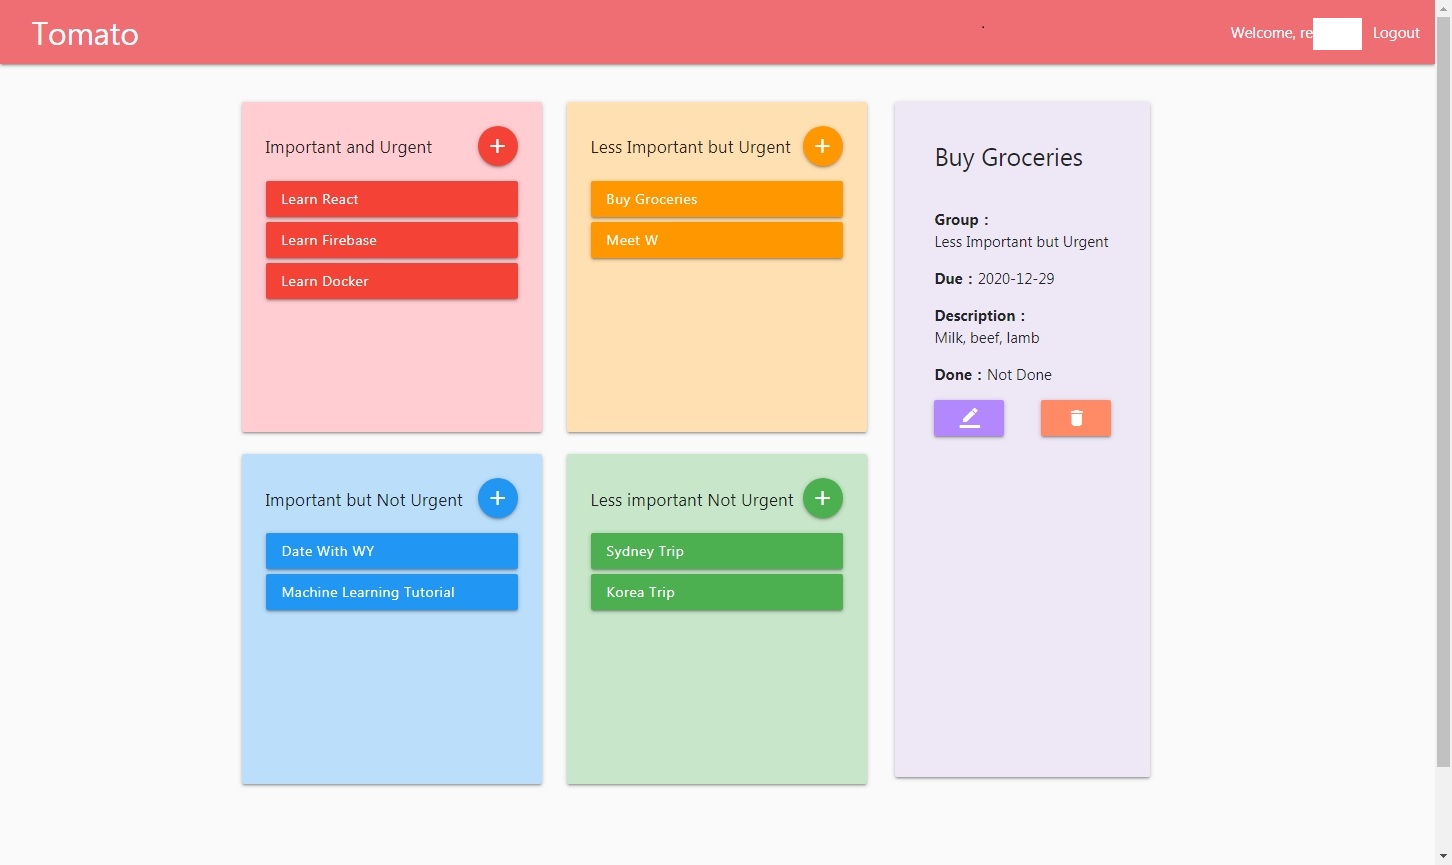 Tomato
Welcome, re
Logout
Important and Urgent
Learn React
Learn Firebase
Learn Docker
Less Important but Urgent
Buy Groceries
Meet W
Important but Not Urgent
Date With WY
Machine Learning Tutorial
Less important Not Urgent
Sydney Trip
Korea Trip
Buy Groceries
Group :
Less Important but Urgent
Due : 2020-12-29
Description :
Milk, beef, lamb
Done : Not Done